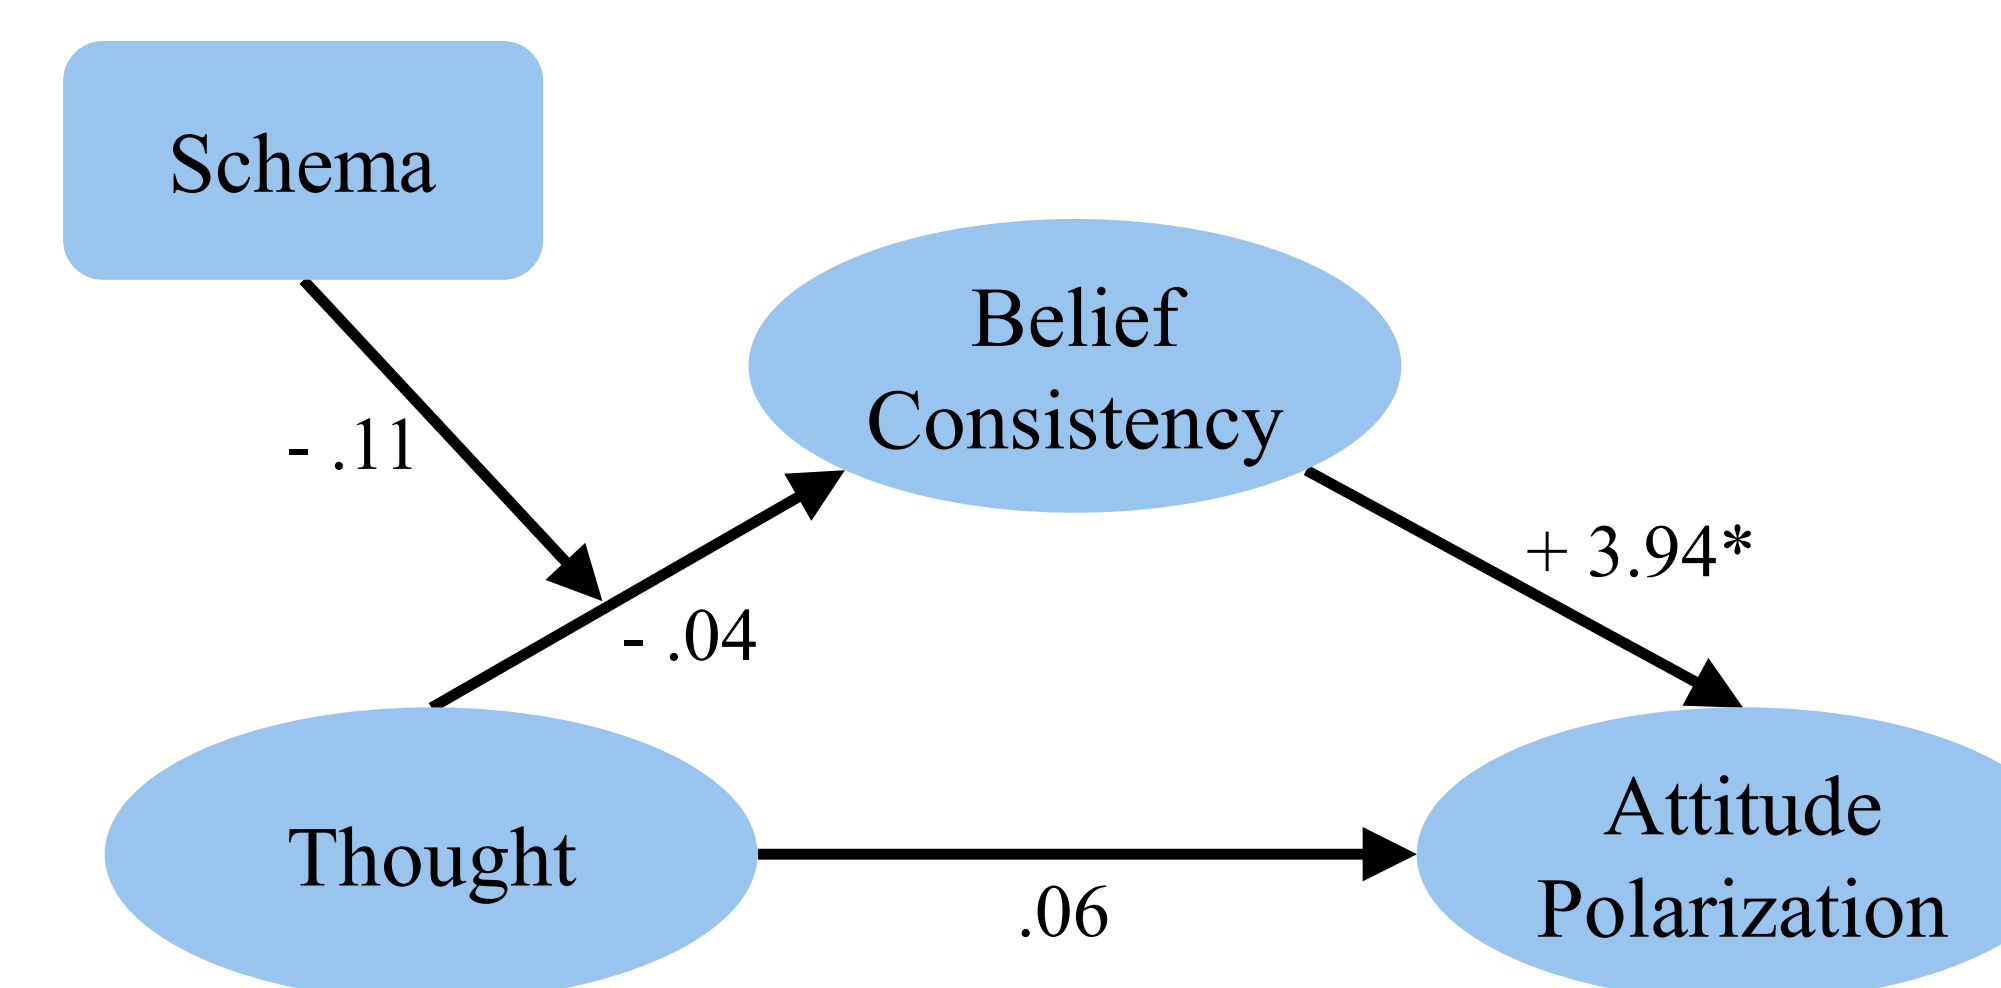 Schema
Belief
Consistency
- .11
+ 3.94*
- .04
Thought
Attitude
Polarization
.06